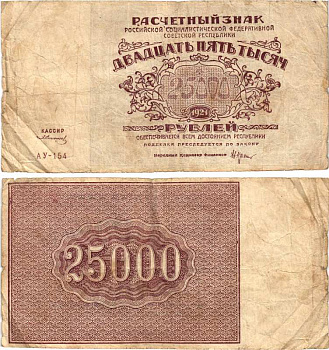 РАСЧЕТНЫЙ ЗНАК
РОССИЙСКОЙ СОЦИАЛИСТИЧЕСКОЙ ФЕДЕРАТИВНОЙ
СОВЕТСКОЙ РЕСПУБЛИКИ
ДВАДЦАТЬ ПЯТЬ ТЫСЯЧ
25000
1921
РУБЛЕЙ
ОБЕСПЕЧИВАЕТСЯ ВСЕМ ДОСТОЯНИЕМ РЕСПУБЛИКИ
ПОДДЕЛКА ПРЕСЛЕДУЕТСЯ ПО ЗАКОНУ
КАССИР
Народный Комиссар Финансов
АУ-154
25000